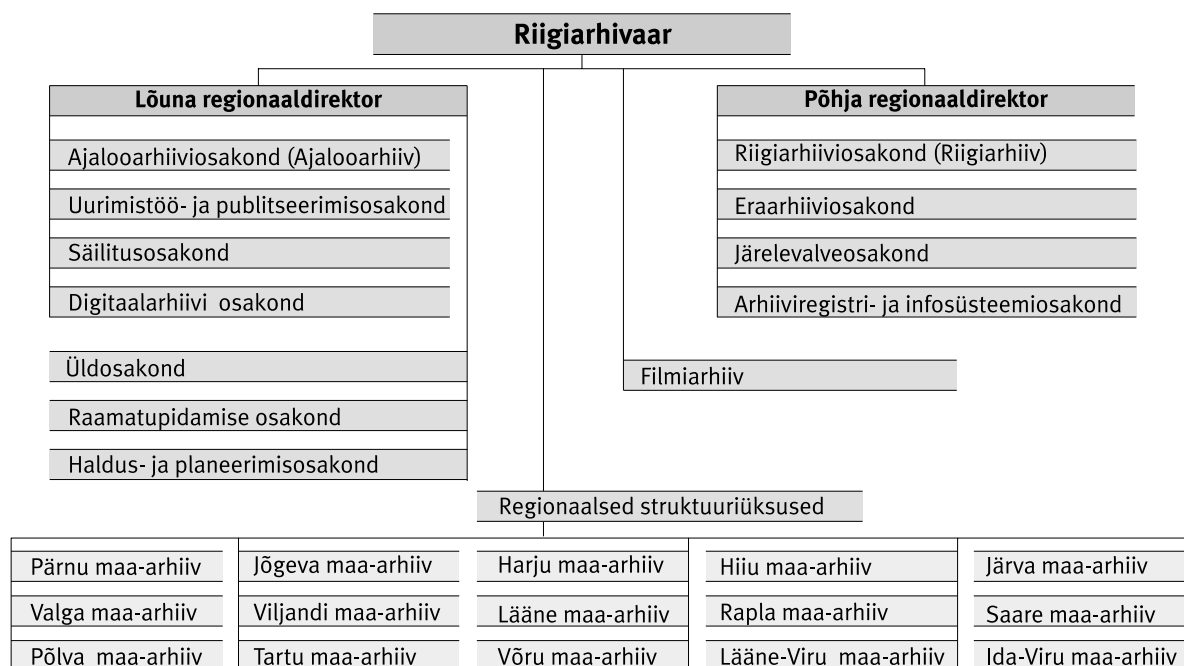 Riigiarhivaar
Lõuna regionaaldirektor
Ajalooarhiiviosakond (Ajalooarhiiv)
Uurimistöö- ja publitseerimisosakond
Säilitusosakond
Digitaalarhiivi osakond
Üldosakond
Raamatupidamise osakond
Haldus- ja planeerimisosakond
Põhja regionaaldirektor
Riigiarhiiviosakond (Riigiarhiiv)
Eraarhiiviosakond
Järelevalveosakond
Arhiiviregistri- ja infosüsteemiosakond
Filmiarhiiv
Regionaalsed struktuuriüksused
Pärnu maa-arhiiv
Valga maa-arhiiv
Põlva maa-arhiiv
Jõgeva maa-arhiiv
Viljandi maa-arhiiv
Tartu maa-arhiiv
Harju maa-arhiiv
Lääne maa-arhiiv
Võru maa-arhiiv
Hiiu maa-arhiiv
Rapla maa-arhiiv
Lääne-Viru maa-arhiiv
Järva maa-arhiiv
Saare maa-arhiiv
Ida-Viru maa-arhiiv